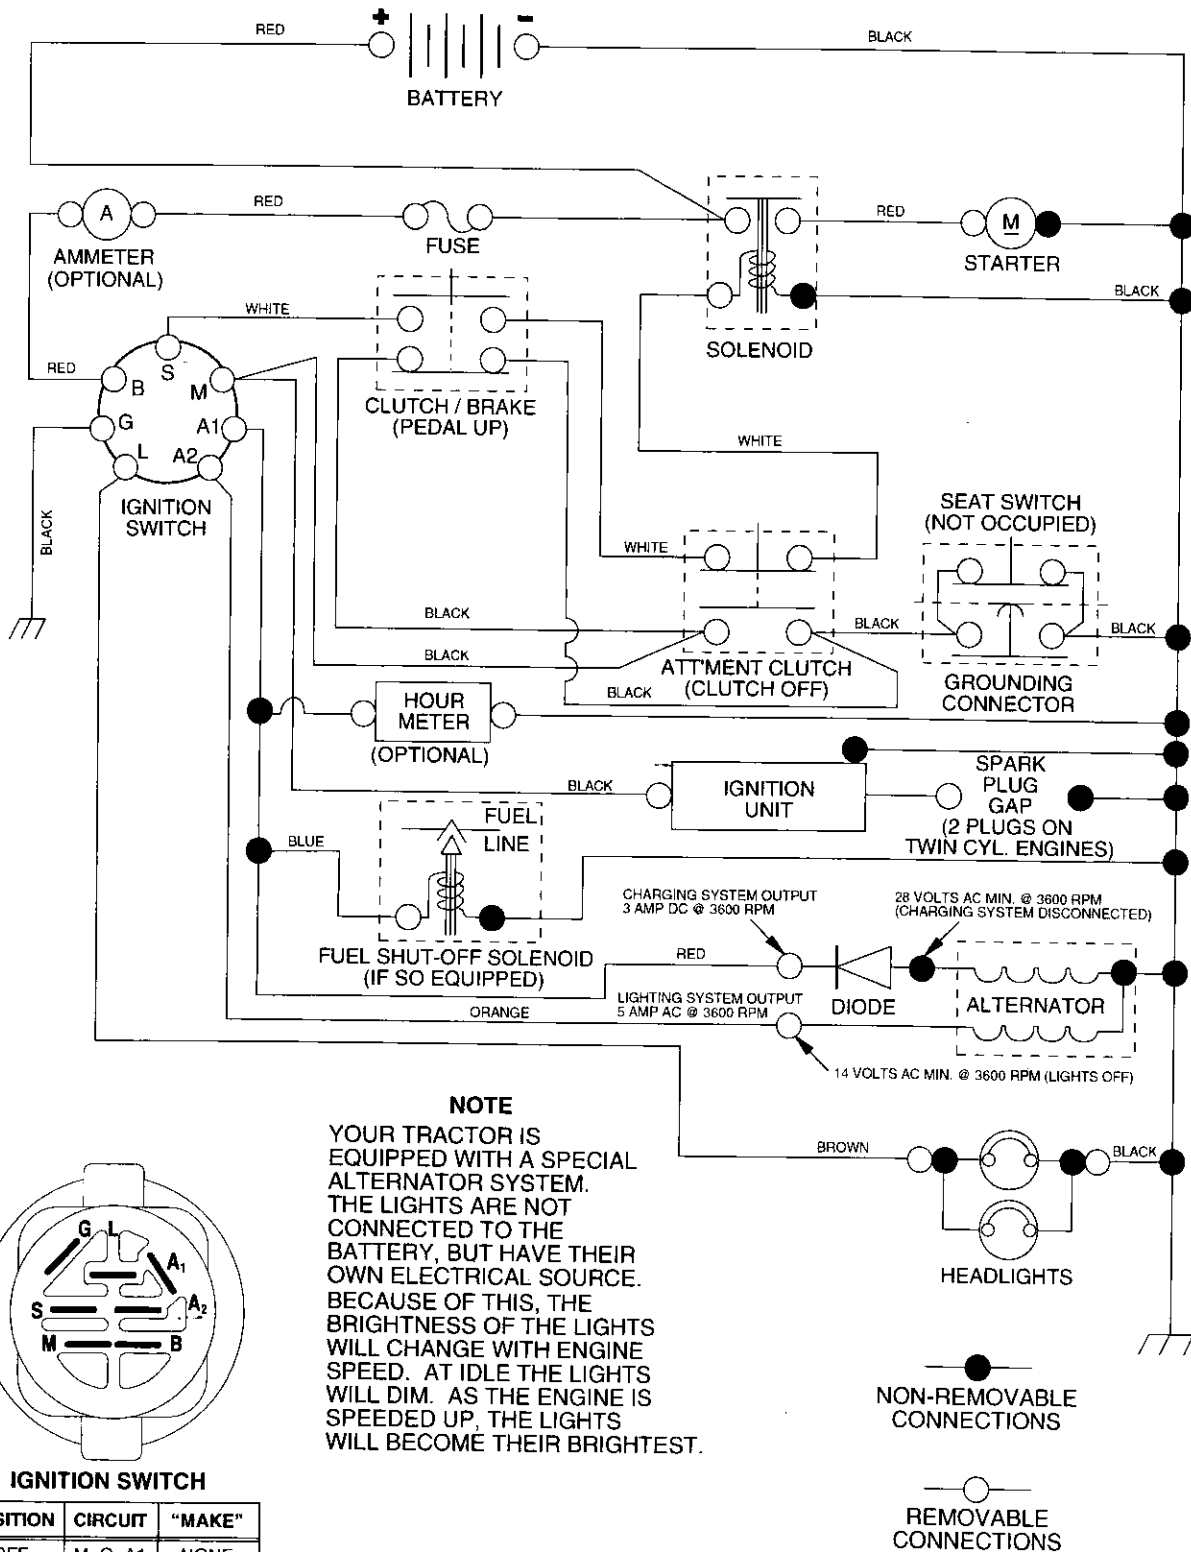 + -
RED
BLACK
BATTERY
A
RED
FUSE
RED
M
STARTER
AMMETER
(OPTIONAL)
WHITE
BLACK
SOLENOID
RED
S
B
M
G
A1
L
A2
IGNITION
SWITCH
BLACK
CLUTCH / BRAKE
(PEDAL UP)
WHITE
SEAT SWITCH
(NOT OCCUPIED)
WHITE
BLACK
BLACK
BLACK
BLACK
ATT'MENT CLUTCH
(CLUTCH OFF)
BLACK
GROUNDING
CONNECTOR
HOUR
METER
(OPTIONAL)
BLACK
IGNITION
UNIT
SPARK
PLUG
GAP
(2 PLUGS ON
TWIN CYL. ENGINES)
BLUE
FUEL
LINE
FUEL SHUT-OFF SOLENOID
(IF SO EQUIPPED)
CHARGING SYSTEM OUTPUT
3 AMP DC @ 3600 RPM
28 VOLTS AC MIN. @ 3600 RPM
(CHARGING SYSTEM DISCONNECTED)
RED
DIODE
ALTERNATOR
LIGHTING SYSTEM OUTPUT
5 AMP AC @ 3600 RPM
ORANGE
14 VOLTS AC MIN. @ 3600 RPM (LIGHTS OFF)
NOTE
YOUR TRACTOR IS
EQUIPPED WITH A SPECIAL
ALTERNATOR SYSTEM.
THE LIGHTS ARE NOT
CONNECTED TO THE
BATTERY, BUT HAVE THEIR
OWN ELECTRICAL SOURCE.
BECAUSE OF THIS, THE
BRIGHTNESS OF THE LIGHTS
WILL CHANGE WITH ENGINE
SPEED. AT IDLE THE LIGHTS
WILL DIM. AS THE ENGINE IS
SPEEDED UP, THE LIGHTS
WILL BECOME THEIR BRIGHTEST.
BROWN
BLACK
HEADLIGHTS
G L
A1
S
A2
M
B
IGNITION SWITCH
SITION CIRCUIT "MAKE"
NON-REMOVABLE
CONNECTIONS
REMOVABLE
CONNECTIONS